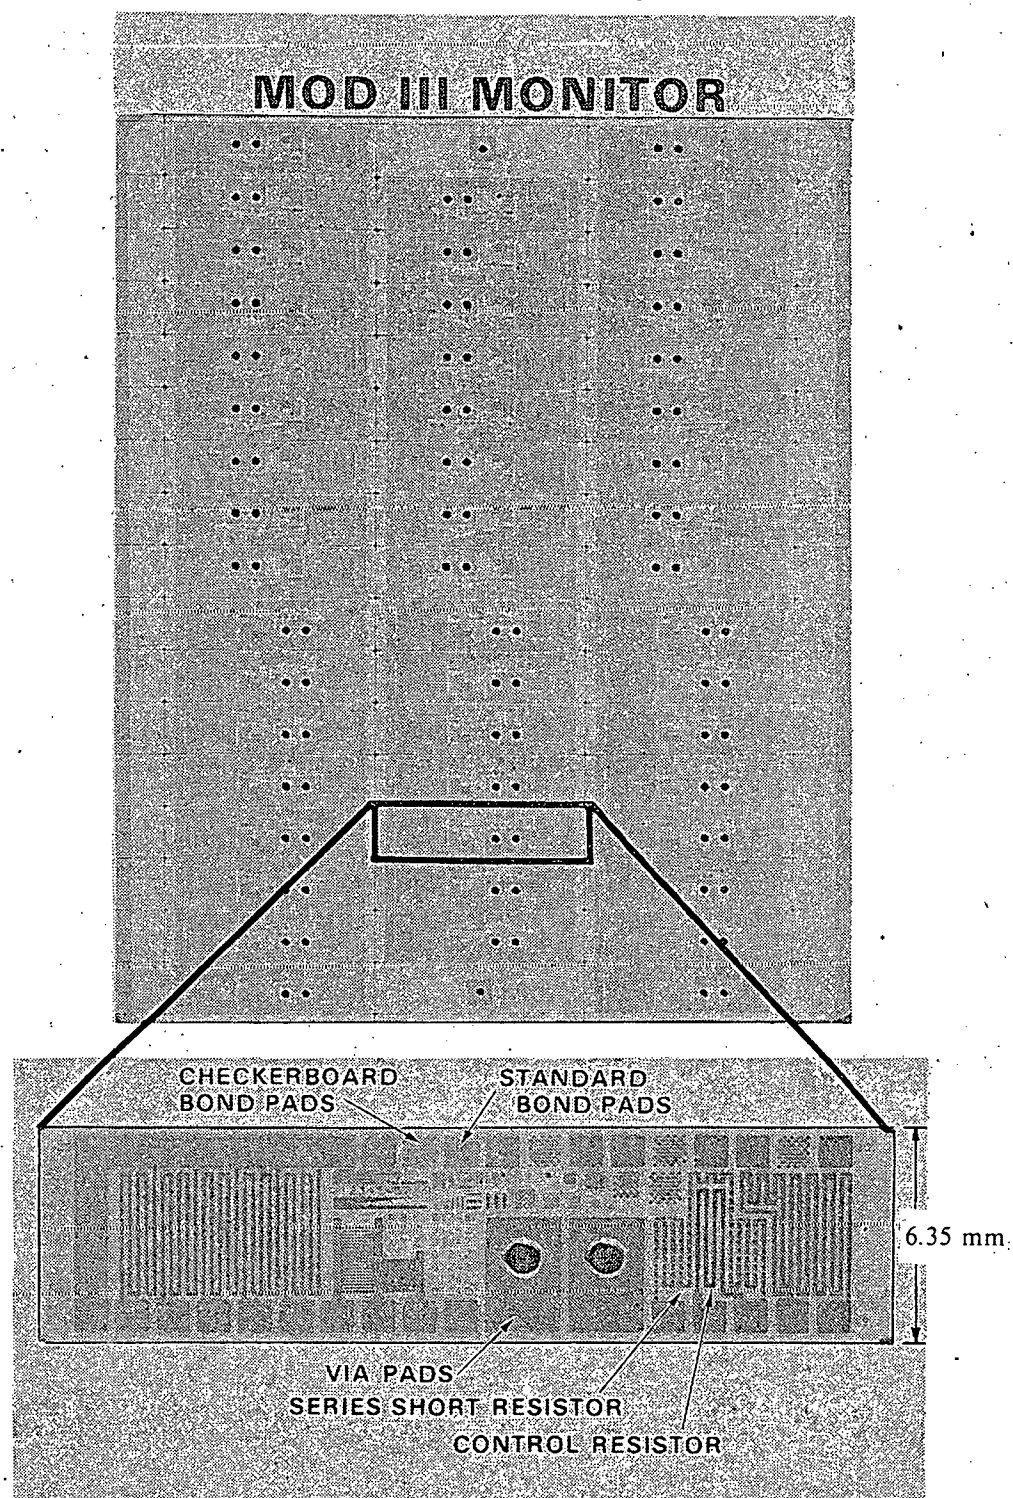 MOD III MONITOR
CHECKERBOARD
BOND PADS
STANDARD
BOND PADS
6.35 mm
VIA PADS
SERIES SHORT RESISTOR
CONTROL RESISTOR